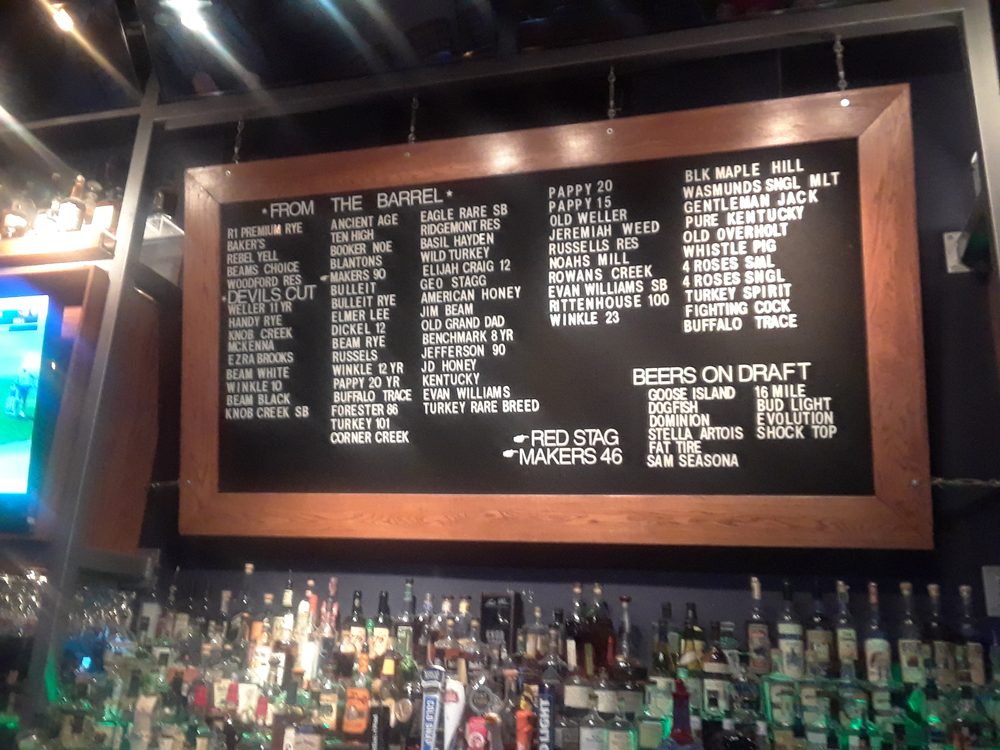 *FROM THE BARREL*
R1 PREMIUM RYE
BAKER'S
REBEL YELL
BEAMS CHOICE
WOODFORD RES
*DEVILS CUT
WELLER 11 YR
HANDY RYE
KNOB CREEK
MCKENNA
EZRA BROOKS
BEAM WHITE
WINKLE 10
BEAM BLACK
KNOB CREEK SB
ANCIENT AGE
TEN HIGH
BOOKER NOE
BLANTONS
MAKERS 90
BULLEIT
BULLEIT RYE
ELMER LEE
DICKEL 12
BEAM RYE
RUSSELS
WINKLE 12 YR
PAPPY 20 YR
BUFFALO TRACE
FORESTER 86
TURKEY 101
CORNER CREEK
EAGLE RARE SB
RIDGEMONT RES
BASIL HAYDEN
WILD TURKEY
ELIJAH CRAIG 12
GEO STAGG
AMERICAN HONEY
JIM BEAM
OLD GRAND DAD
BENCHMARK 8 YR
JEFFERSON 90
JD HONEY
KENTUCKY
EVAN WILLIAMS
TURKEY RARE BREED
PAPPY 20
PAPPY 15
OLD WELLER
JEREMIAH WEED
RUSSELLS RES
NOAHS MILL
ROWANS CREEK
EVAN WILLIAMS SB
RITTENHOUSE 100
WINKLE 23
BLK MAPLE HILL
WASMUNDS SNGL MLT
GENTLEMAN JACK
PURE KENTUCKY
OLD OVERHOLT
WHISTLE PIG
4 ROSES SML
4 ROSES SNGL
TURKEY SPIRIT
FIGHTING COCK
BUFFALO TRACE
RED STAG
MAKERS 46
BEERS ON DRAFT
GOOSE ISLAND
DOGFISH
DOMINION
STELLA ARTOIS
FAT TIRE
SAM SEASONA
16 MILE
BUD LIGHT
EVOLUTION
SHOCK TOP